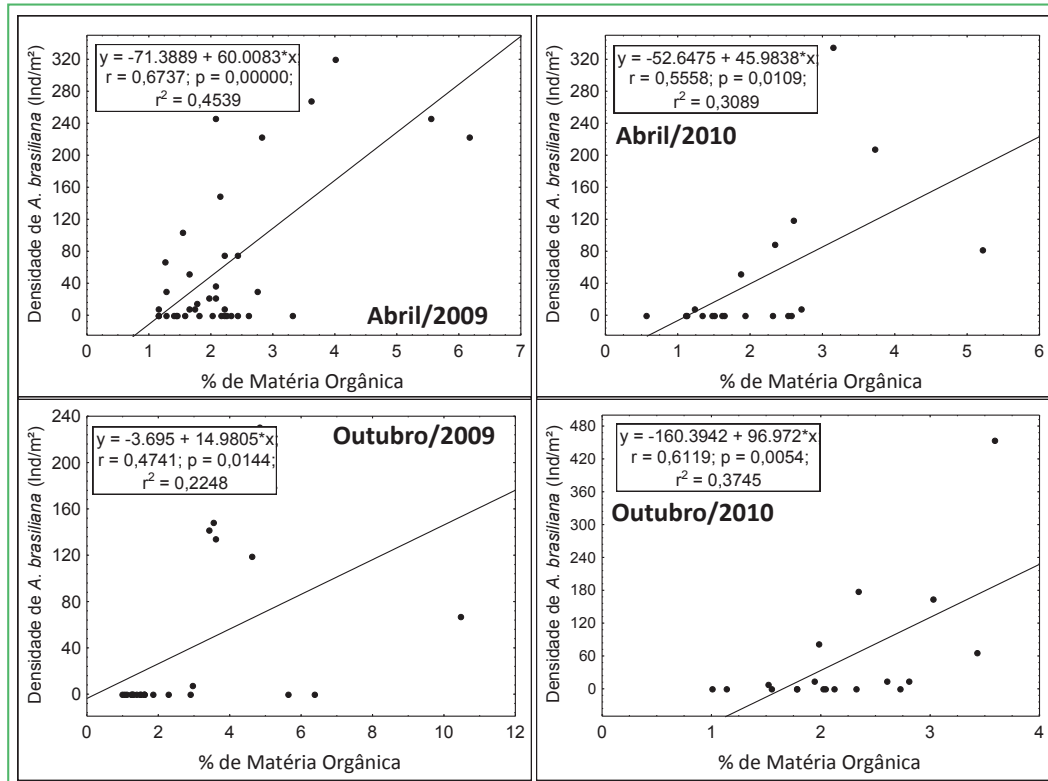 Densidade de A. brasiliana (Ind/m²)
320
280
240
200
160
120
80
40
0
y = -71.3889 + 60.0083*x;
r = 0,6737; p = 0,00000;
r² = 0,4539
Abril/2009
0 1 2 3 4 5 6 7
% de Matéria Orgânica
Densidade de A. brasiliana (Ind/m²)
320
280
240
200
160
120
80
40
0
y = -52.6475 + 45.9838*x;
r = 0,5558; p = 0,0109;
r² = 0,3089
Abril/2010
0 1 2 3 4 5 6
% de Matéria Orgânica
Densidade de A. brasiliana (Ind/m²)
240
200
160
120
80
40
0
y = -3.695 + 14.9805*x;
r = 0,4741; p = 0,0144;
r² = 0,2248
Outubro/2009
0 2 4 6 8 10 12
% de Matéria Orgânica
Densidade de A. brasiliana (Ind/m²)
480
420
360
300
240
180
120
60
0
y = -160.3942 + 96.972*x;
r = 0,6119; p = 0,0054;
r² = 0,3745
Outubro/2010
0 1 2 3 4
% de Matéria Orgânica